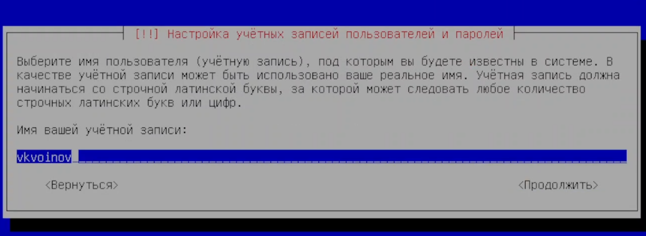 [!!] Настройка учётных записей пользователей и паролей
Выберите имя пользователя (учётную запись), под которым вы будете известны в системе. В
качестве учётной записи может быть использовано ваше реальное имя. Учётная запись должна
начинаться со строчной латинской буквы, за которой может следовать любое количество
строчных латинских букв или цифр.
Имя вашей учётной записи:
vkvoinov
<Вернуться> <Продолжить>